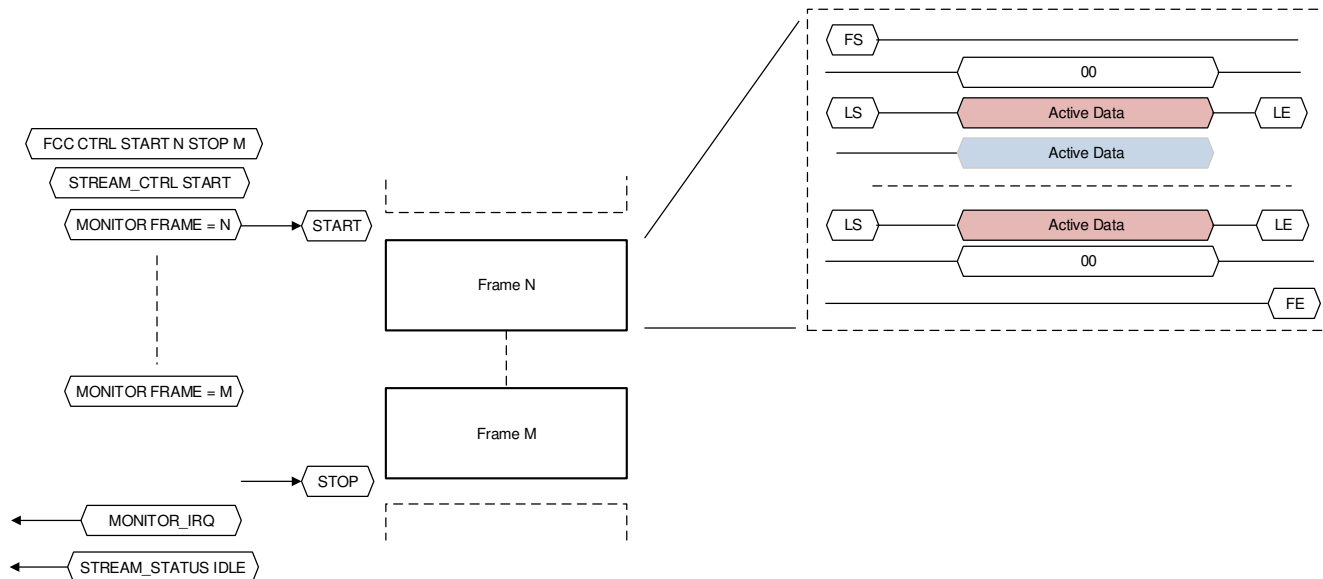 FS
00
LS
Active Data
LE
Active Data
LS
Active Data
LE
00
FE
FCC CTRL START N STOP M
STREAM_CTRL START
MONITOR FRAME = N
START
Frame N
MONITOR FRAME = M
Frame M
STOP
MONITOR_IRQ
STREAM_STATUS IDLE